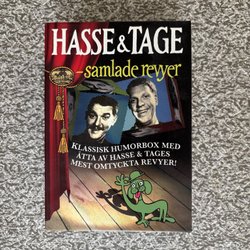 HASSE & TAGE
– samlade revyer
KLASSISK HUMORBOX MED
ÅTTA AV HASSE & TAGES
MEST OMTYCKTA REVYER!